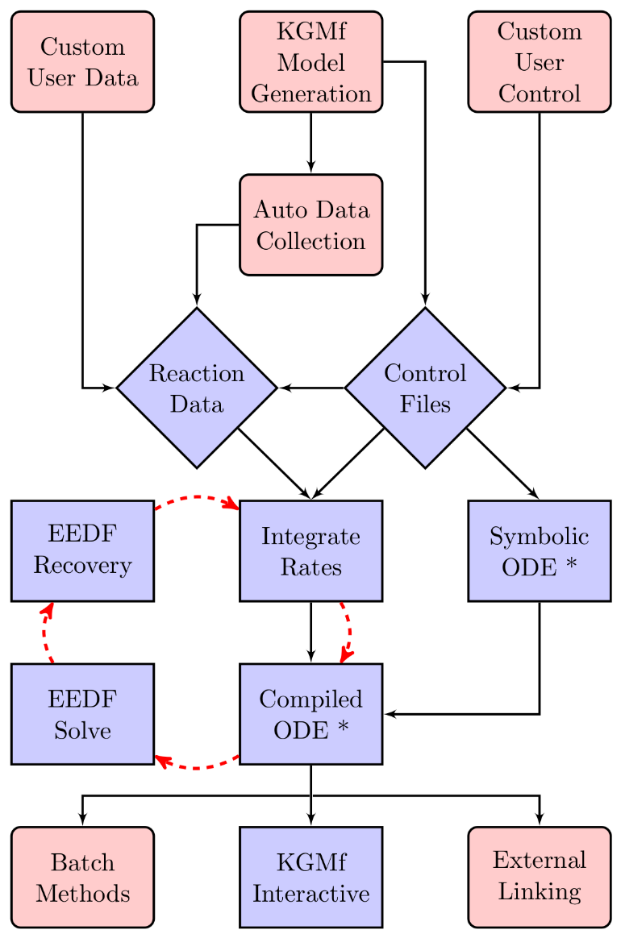 Custom
User Data
KGMf
Model
Generation
Custom
User
Control
Auto Data
Collection
Reaction
Data
Control
Files
EEDF
Recovery
Integrate
Rates
Symbolic
ODE *
EEDF
Solve
Compiled
ODE *
Batch
Methods
KGMf
Interactive
External
Linking